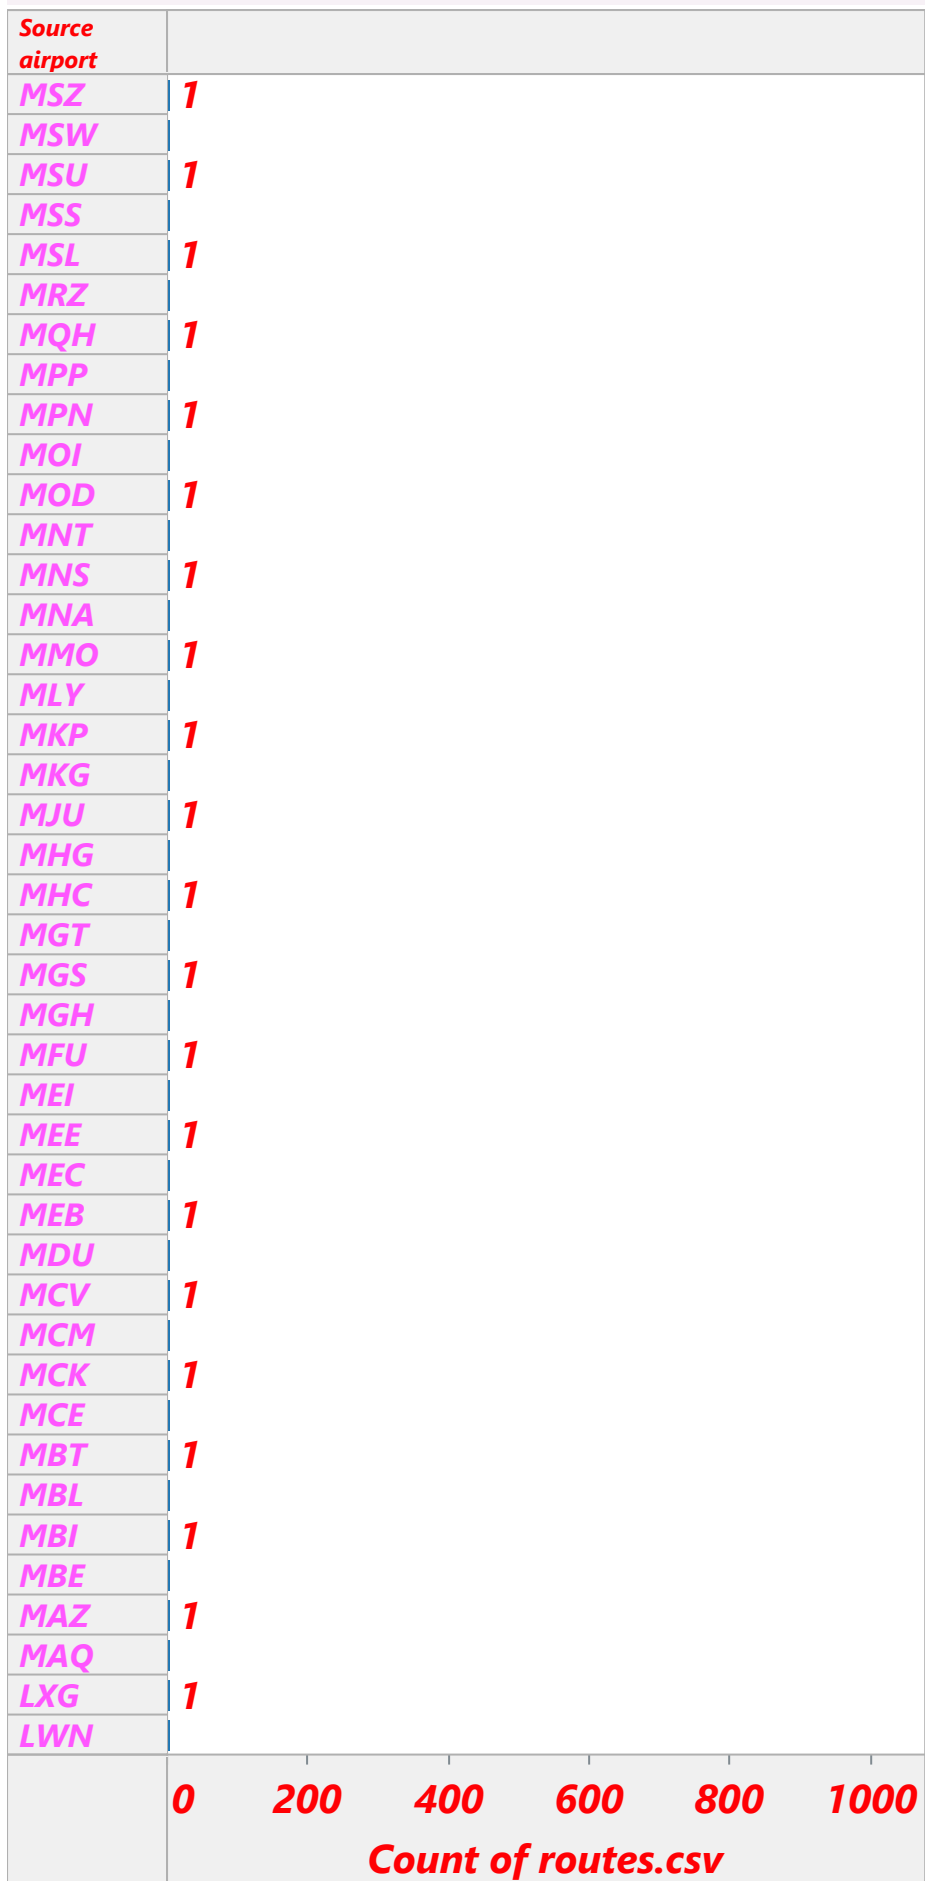 Source
airport
MSZ 1
MSW
MSU 1
MSS
MSL 1
MRZ
MQH 1
MPP
MPN 1
MOI
MOD 1
MNT
MNS 1
MNA
MMO 1
MLY
MKP 1
MKG
MJU 1
MHG
MHC 1
MGT
MGS 1
MGH
MFU 1
MEI
MEE 1
MEC
MEB 1
MDU
MCV 1
MCM
MCK 1
MCE
MBT 1
MBL
MBI 1
MBE
MAZ 1
MAQ
LXG 1
LWN
0 200 400 600 800 1000
Count of routes.csv